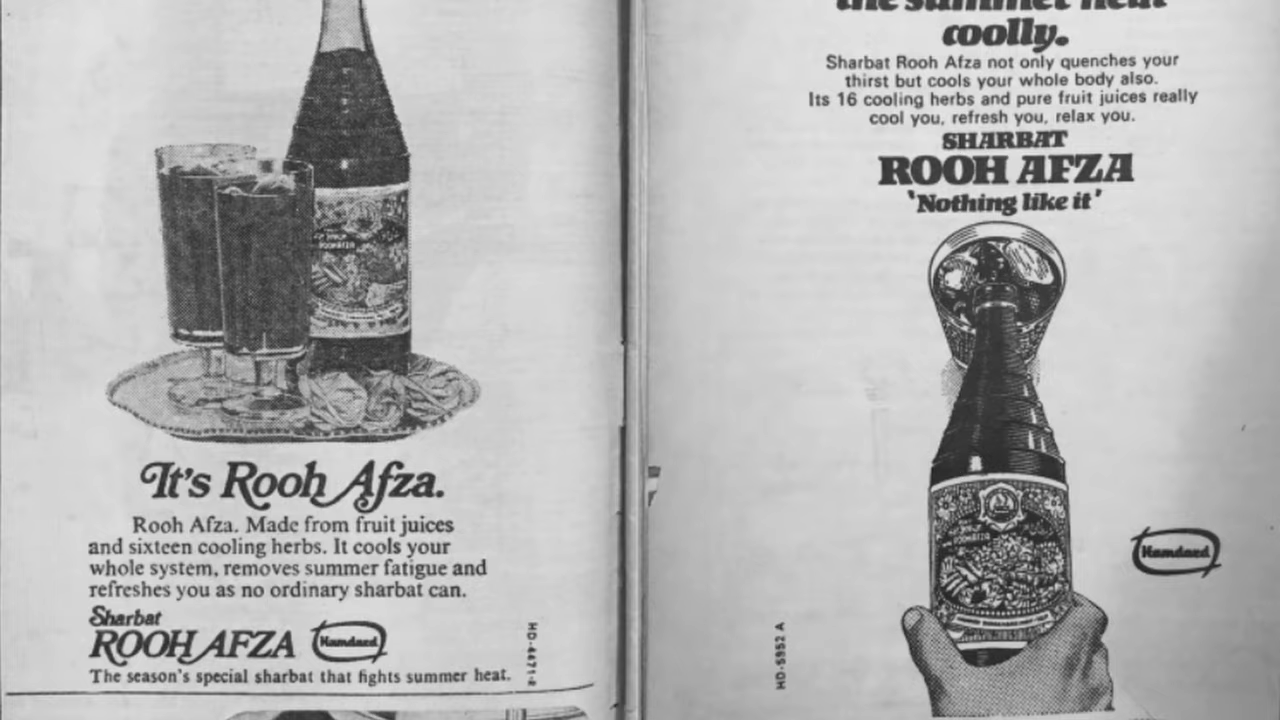 It's Rooh Afza.
Rooh Afza. Made from fruit juices
and sixteen cooling herbs. It cools your
whole system, removes summer fatigue and
refreshes you as no ordinary sharbat can.
Sharbat
ROOH AFZA Hamdard
The season's special sharbat that fights summer heat.
HD-4471-R
the summer heat
coolly.
Sharbat Rooh Afza not only quenches your
thirst but cools your whole body also.
Its 16 cooling herbs and pure fruit juices really
cool you, refresh you, relax you.
SHARBAT
ROOH AFZA
'Nothing like it'
Hamdard
HD-5952 A